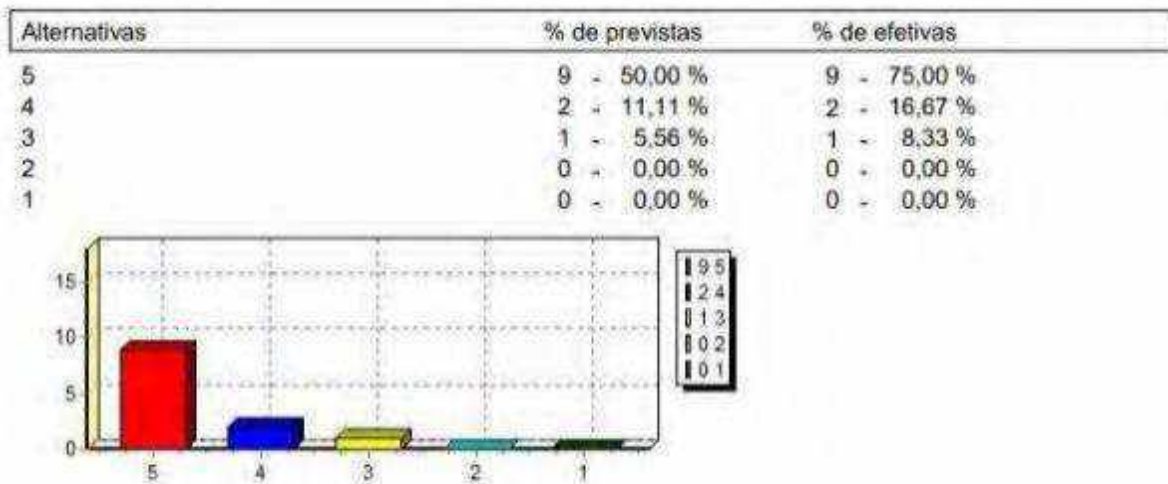 Alternativas % de previstas % de efetivas
5 9 - 50,00 % 9 - 75,00 %
4 2 - 11,11 % 2 - 16,67 %
3 1 - 5,56 % 1 - 8,33 %
2 0 - 0,00 % 0 - 0,00 %
1 0 - 0,00 % 0 - 0,00 %
15
10
5
0
5 4 3 2 1
9 5
2 4
1 3
0 2
0 1